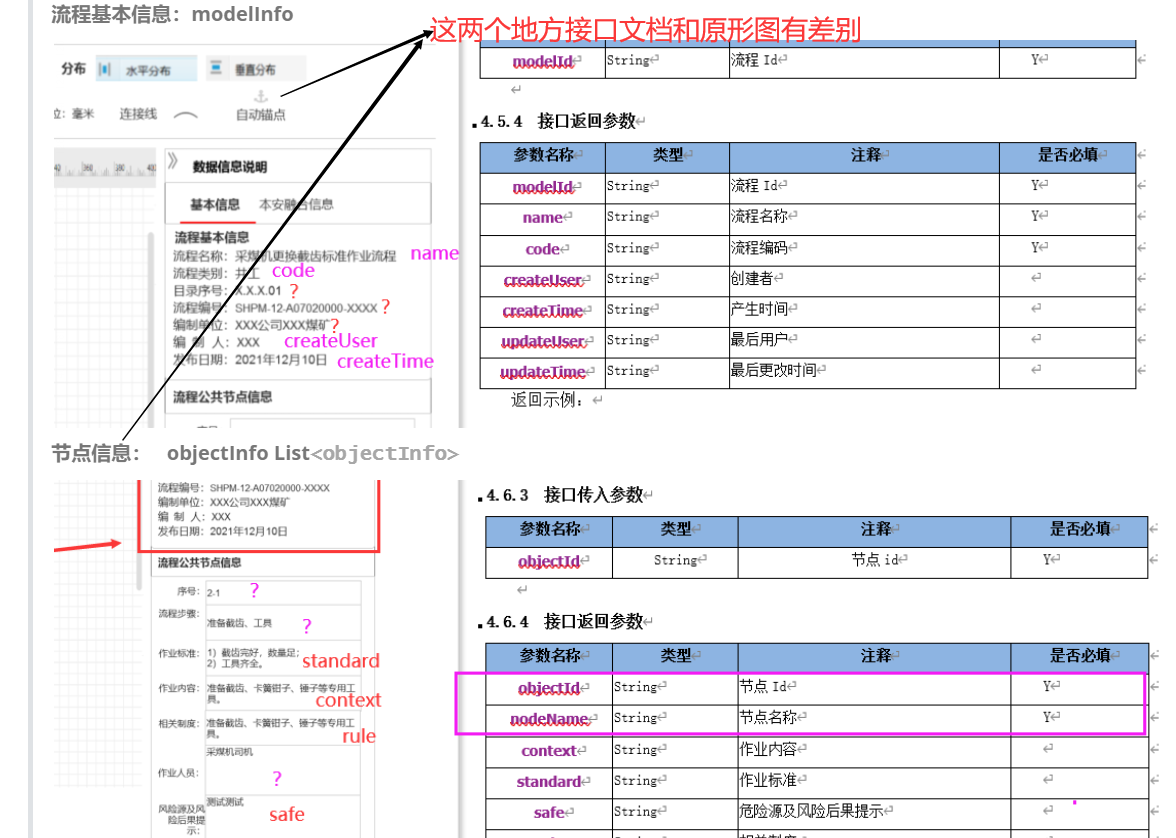 流程基本信息：modelInfo
这两个地方接口文档和原形图有差别
分布 水平分布 垂直分布
位：毫米 连接线 自动锚点
数据信息说明
基本信息 本安融合信息
流程基本信息
流程名称：采煤机更换截齿标准作业流程 name
流程类别：井工 code
目录序号：X.X.X.01 ?
流程编号：SHPM-12-A07020000-XXXX ?
编制单位：XXX公司XXX煤矿 ?
编 制 人：XXX createUser
发布日期：2021年12月10日 createTime
流程公共节点信息
modelId String 流程 Id Y
4.5.4 接口返回参数
参数名称 类型 注释 是否必填
modelId String 流程 Id Y
name String 流程名称 Y
code String 流程编码 Y
createUser String 创建者
createTime String 产生时间
updateUser String 最后用户
updateTime String 最后更改时间
返回示例：
节点信息： objectInfo List<objectInfo>
流程编号：SHPM-12-A07020000-XXXX
编制单位：XXX公司XXX煤矿
编 制 人：XXX
发布日期：2021年12月10日
流程公共节点信息
序号：2-1 ?
流程步骤：准备截齿、工具 ?
作业标准：1）截齿完好，数量足；
2）工具齐全。 standard
作业内容：准备截齿、卡簧钳子、锤子等专用工
具。 context
相关制度：准备截齿、卡簧钳子、锤子等专用工
具。 rule
采煤机司机
作业人员： ?
风险源及风 测试测试
险后果提 safe
示：
4.6.3 接口传入参数
参数名称 类型 注释 是否必填
objectId String 节点 id Y
4.6.4 接口返回参数
参数名称 类型 注释 是否必填
objectId String 节点 Id Y
nodeName String 节点名称 Y
context String 作业内容
standard String 作业标准
safe String 危险源及风险后果提示